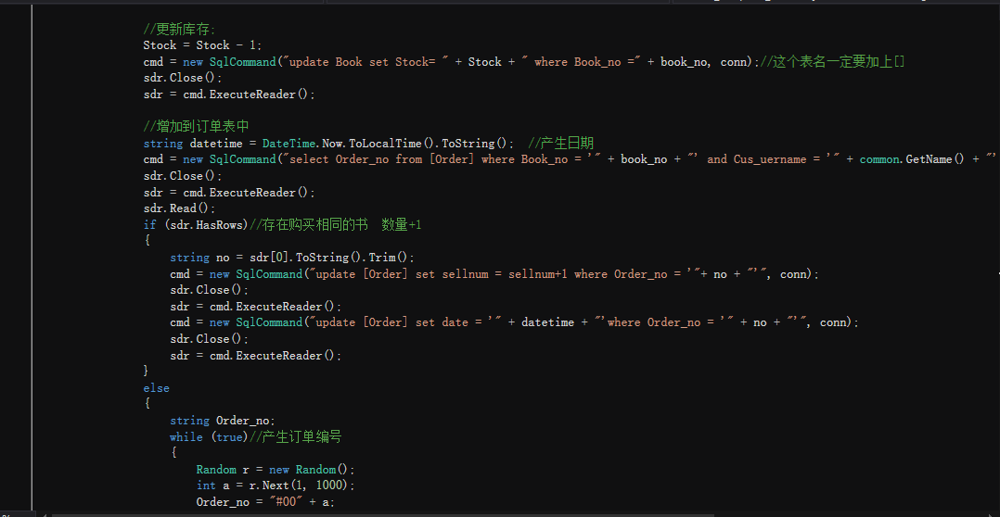 //更新库存:
Stock = Stock - 1;
cmd = new SqlCommand("update Book set Stock= " + Stock + " where Book_no =" + book_no, conn);//这个表名一定要加上[]
sdr.Close();
sdr = cmd.ExecuteReader();
//增加到订单表中
string datetime = DateTime.Now.ToLocalTime().ToString();  //产生日期
cmd = new SqlCommand("select Order_no from [Order] where Book_no = '" + book_no + "' and Cus_uername = '" + common.GetName() + "'
sdr.Close();
sdr = cmd.ExecuteReader();
sdr.Read();
if (sdr.HasRows)//存在购买相同的书  数量+1
{
string no = sdr[0].ToString().Trim();
cmd = new SqlCommand("update [Order] set sellnum = sellnum+1 where Order_no = '"+ no + "'", conn);
sdr.Close();
sdr = cmd.ExecuteReader();
cmd = new SqlCommand("update [Order] set date = '" + datetime + "'where Order_no = '" + no + "'", conn);
sdr.Close();
sdr = cmd.ExecuteReader();
}
else
{
string Order_no;
while (true)//产生订单编号
{
Random r = new Random();
int a = r.Next(1, 1000);
Order_no = "#00" + a;